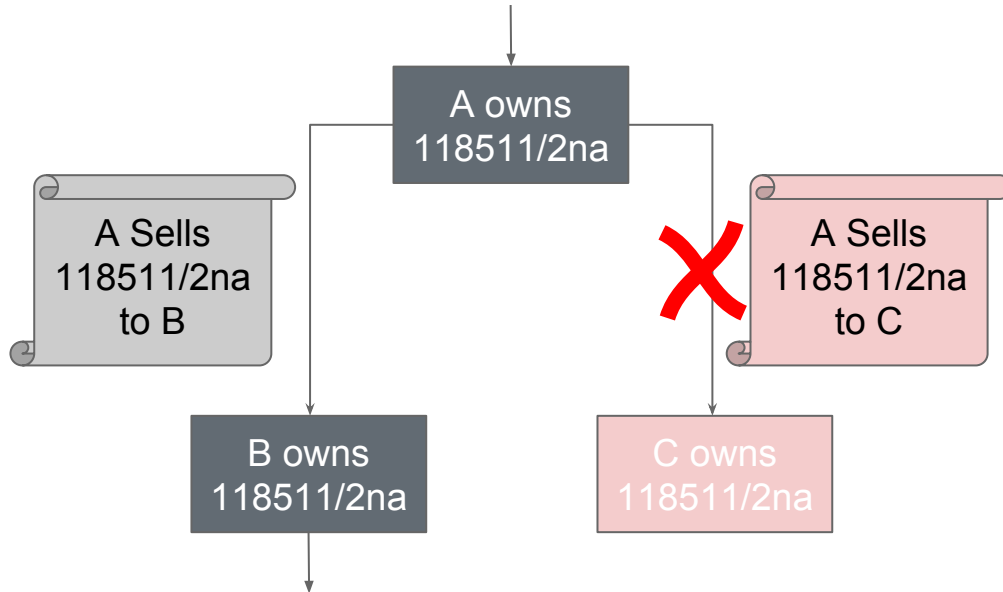 A owns
118511/2na
A Sells
118511/2na
to B
A Sells
118511/2na
to C
B owns
118511/2na
C owns
118511/2na